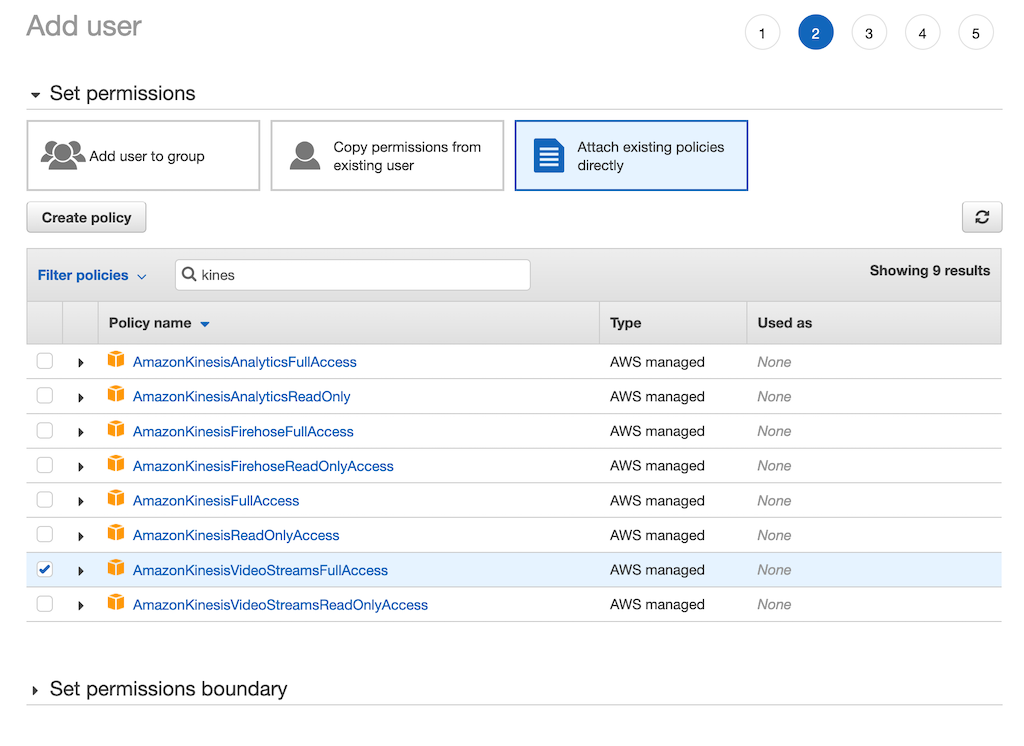 Add user
1 2 3 4 5
Set permissions
Add user to group
Copy permissions from
existing user
Attach existing policies
directly
Create policy
Filter policies kines Showing 9 results
Policy name Type Used as
AmazonKinesisAnalyticsFullAccess AWS managed None
AmazonKinesisAnalyticsReadOnly AWS managed None
AmazonKinesisFirehoseFullAccess AWS managed None
AmazonKinesisFirehoseReadOnlyAccess AWS managed None
AmazonKinesisFullAccess AWS managed None
AmazonKinesisReadOnlyAccess AWS managed None
AmazonKinesisVideoStreamsFullAccess AWS managed None
AmazonKinesisVideoStreamsReadOnlyAccess AWS managed None
Set permissions boundary